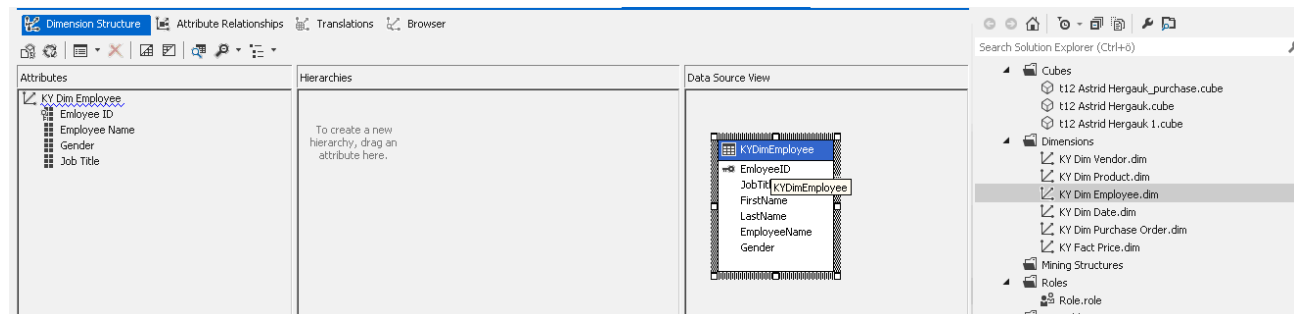 Dimension Structure Attribute Relationships Translations Browser
Attributes
KY Dim Employee
Emloyee ID
Employee Name
Gender
Job Title
Hierarchies
To create a new
hierarchy, drag an
attribute here.
Data Source View
KYDimEmployee
EmloyeeID
JobTitl
KYDimEmployee
FirstName
LastName
EmployeeName
Gender
Search Solution Explorer (Ctrl+ö)
Cubes
t12 Astrid Hergauk_purchase.cube
t12 Astrid Hergauk.cube
t12 Astrid Hergauk 1.cube
Dimensions
KY Dim Vendor.dim
KY Dim Product.dim
KY Dim Employee.dim
KY Dim Date.dim
KY Dim Purchase Order.dim
KY Fact Price.dim
Mining Structures
Roles
Role.role